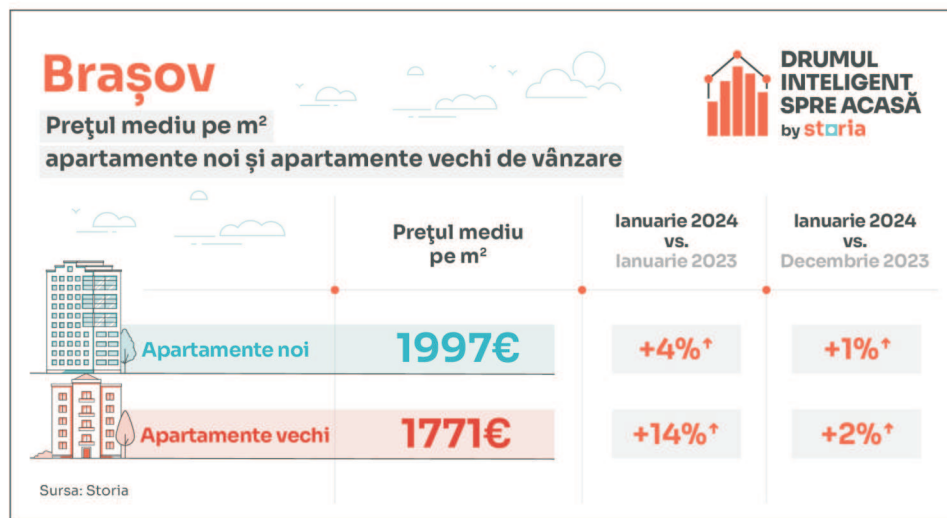 Brașov
Prețul mediu pe m²
apartamente noi și apartamente vechi de vânzare
DRUMUL
INTELIGENT
SPRE ACASĂ
by storia
Prețul mediu
pe m²
Ianuarie 2024
vs.
Ianuarie 2023
Ianuarie 2024
vs.
Decembrie 2023
Apartamente noi 1997€ +4%↑ +1%↑
Apartamente vechi 1771€ +14%↑ +2%↑
Sursa: Storia